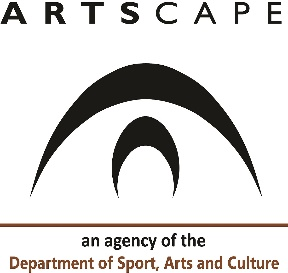 ARTSCAPE
an agency of the
Department of Sport, Arts and Culture